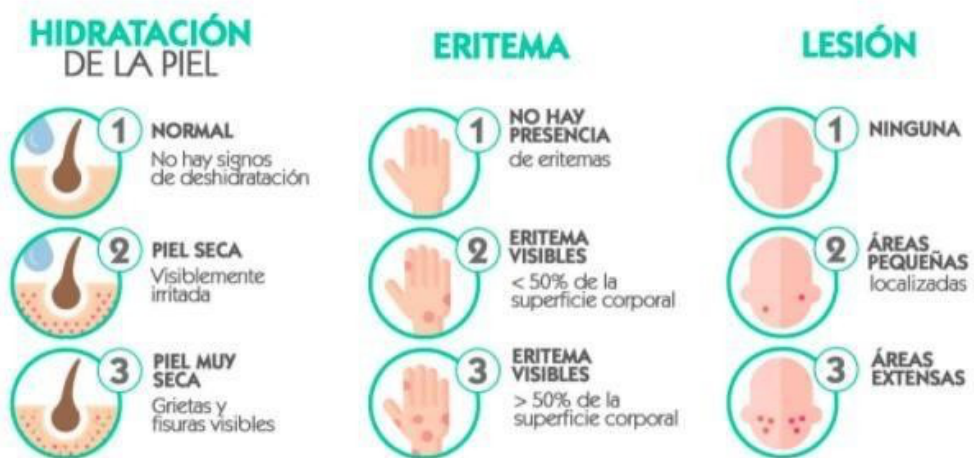 HIDRATACIÓN
DE LA PIEL
1
NORMAL
No hay signos
de deshidratación
2
PIEL SECA
Visiblemente
irritada
3
PIEL MUY
SECA
Grietas y
fisuras visibles
ERITEMA
1
NO HAY
PRESENCIA
de eritemas
2
ERITEMA
VISIBLES
< 50% de la
superficie corporal
3
ERITEMA
VISIBLES
> 50% de la
superficie corporal
LESIÓN
1
NINGUNA
2
ÁREAS
PEQUEÑAS
localizadas
3
ÁREAS
EXTENSAS